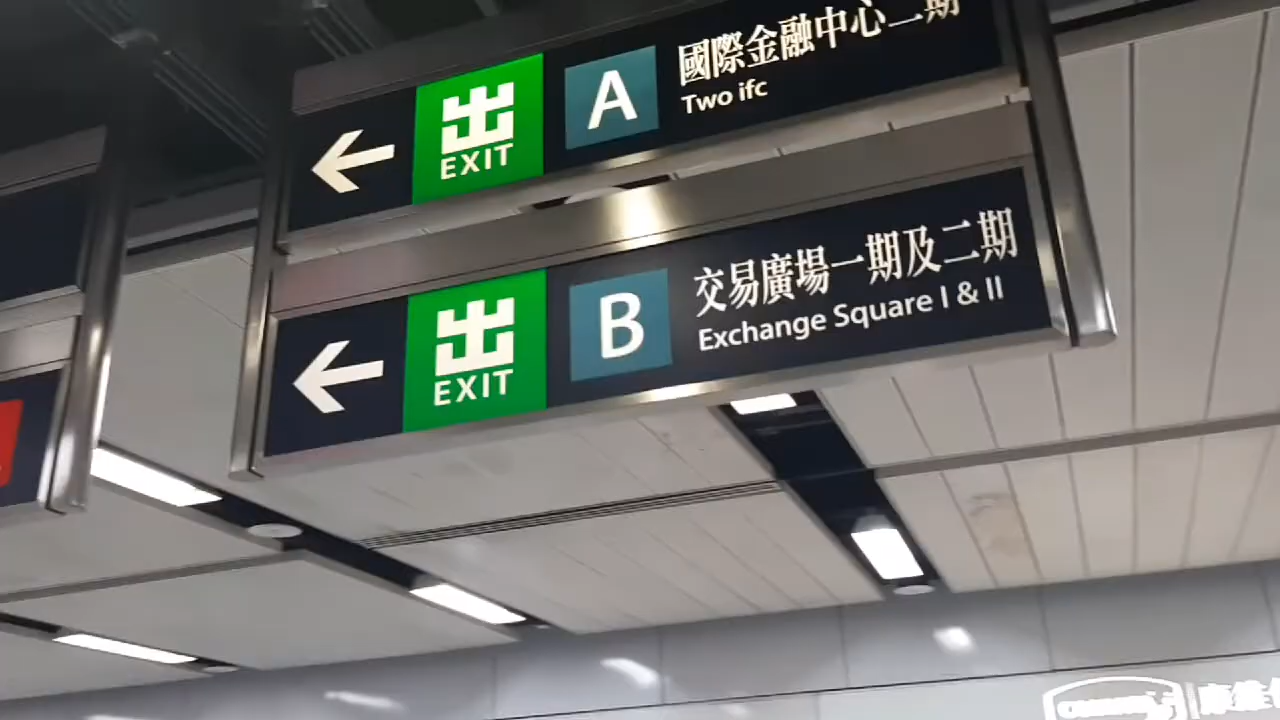 出 A 國際金融中心二期
EXIT Two ifc
出 B 交易廣場一期及二期
EXIT Exchange Square I & II